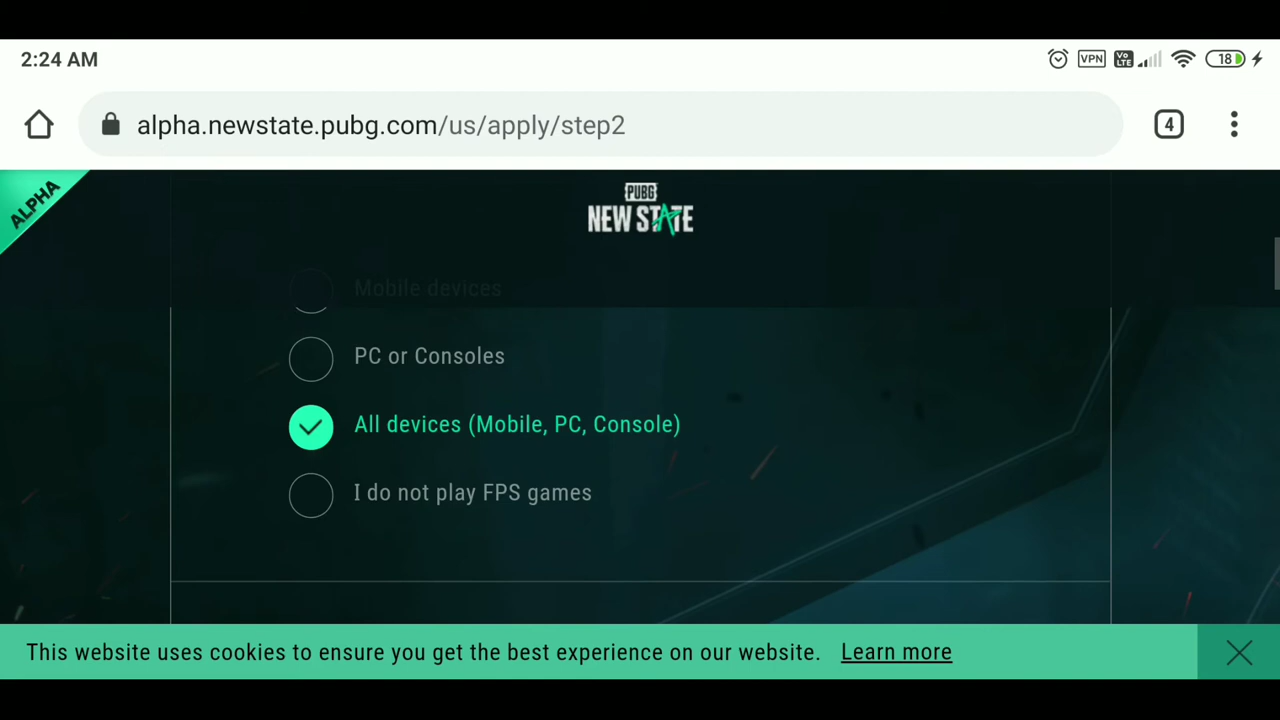 2:24 AM
VPN
Vo LTE
18
alpha.newstate.pubg.com/us/apply/step2
4
ALPHA
PUBG
NEW STATE
Mobile devices
PC or Consoles
All devices (Mobile, PC, Console)
I do not play FPS games
This website uses cookies to ensure you get the best experience on our website. Learn more